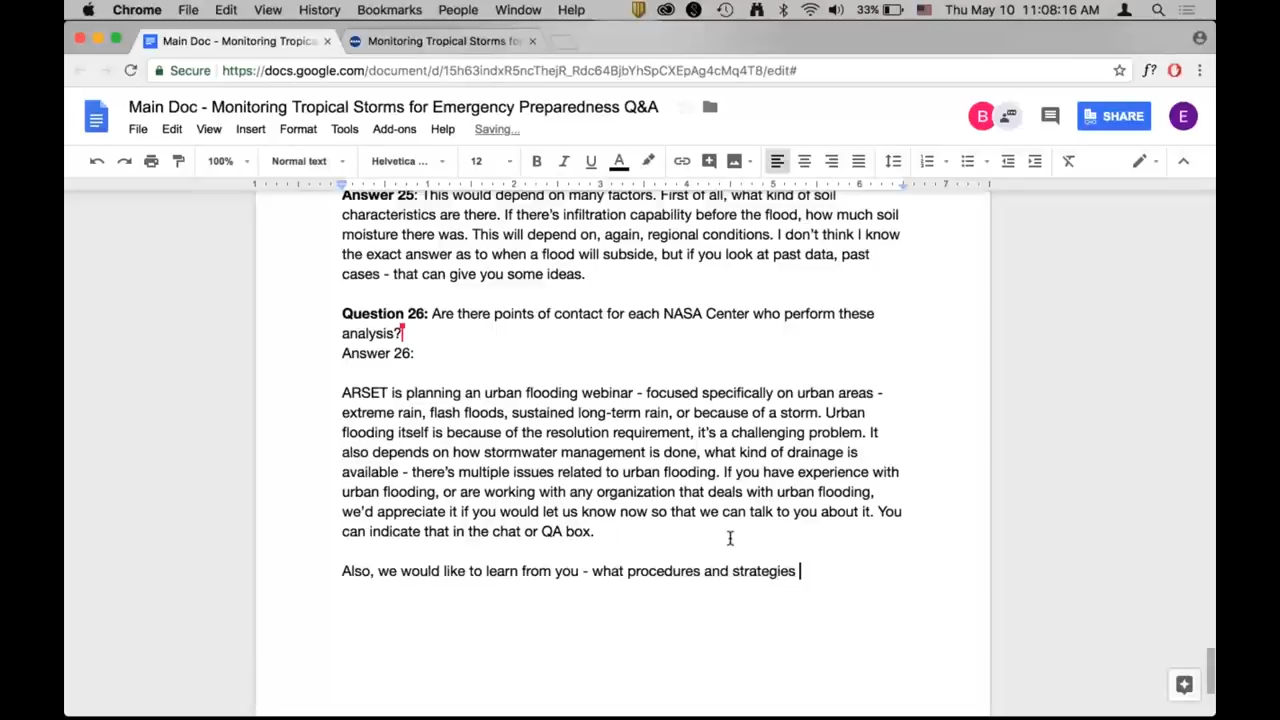 Chrome File Edit View History Bookmarks People Window Help 33% Thu May 10 11:08:16 AM
Main Doc - Monitoring Tropica × Monitoring Tropical Storms fo ×
Secure https://docs.google.com/document/d/15h63indxR5ncThejR_Rdc64BjbYhSpCXEpAg4cMq4T8/edit# f?
Main Doc - Monitoring Tropical Storms for Emergency Preparedness Q&A
B SHARE E
File Edit View Insert Format Tools Add-ons Help Saving...
100% Normal text Helvetica ... 12 B I U A
1 1 2 3 4 5 6 7
Answer 25: This would depend on many factors. First of all, what kind of soil
characteristics are there. If there's infiltration capability before the flood, how much soil
moisture there was. This will depend on, again, regional conditions. I don't think I know
the exact answer as to when a flood will subside, but if you look at past data, past
cases - that can give you some ideas.
Question 26: Are there points of contact for each NASA Center who perform these
analysis?
Answer 26:
ARSET is planning an urban flooding webinar - focused specifically on urban areas -
extreme rain, flash floods, sustained long-term rain, or because of a storm. Urban
flooding itself is because of the resolution requirement, it's a challenging problem. It
also depends on how stormwater management is done, what kind of drainage is
available - there's multiple issues related to urban flooding. If you have experience with
urban flooding, or are working with any organization that deals with urban flooding,
we'd appreciate it if you would let us know now so that we can talk to you about it. You
can indicate that in the chat or QA box.
Also, we would like to learn from you - what procedures and strategies